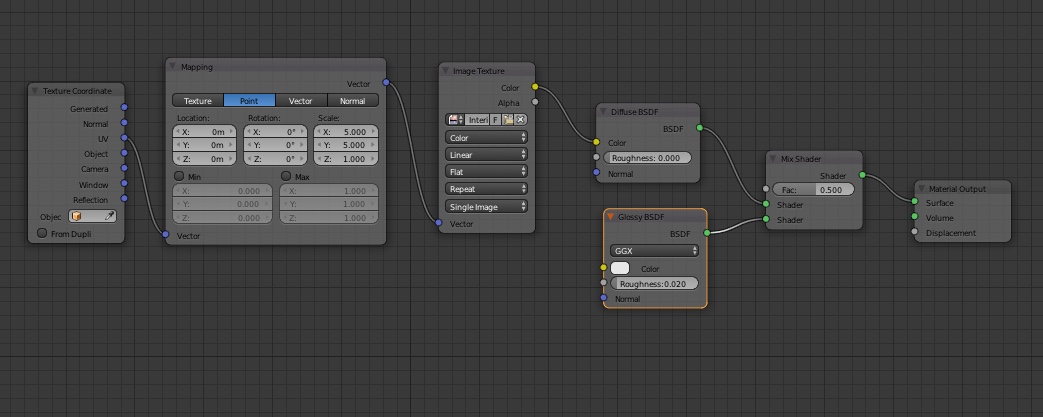 Texture Coordinate
Generated
Normal
UV
Object
Camera
Window
Reflection
Objec
From Dupli
Mapping
Vector
Texture Point Vector Normal
Location: Rotation: Scale:
X: 0m X: 0° X: 5.000
Y: 0m Y: 0° Y: 5.000
Z: 0m Z: 0° Z: 1.000
Min Max
X: 0.000 X: 1.000
Y: 0.000 Y: 1.000
Z: 0.000 Z: 1.000
Vector
Image Texture
Color
Alpha
Interi F
Color
Linear
Flat
Repeat
Single Image
Vector
Diffuse BSDF
BSDF
Color
Roughness: 0.000
Normal
Glossy BSDF
BSDF
GGX
Color
Roughness:0.020
Normal
Mix Shader
Shader
Fac: 0.500
Shader
Shader
Material Output
Surface
Volume
Displacement